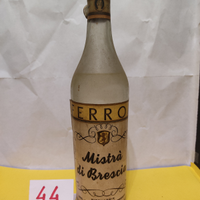 FERRO
Mistrà
di Brescia
44